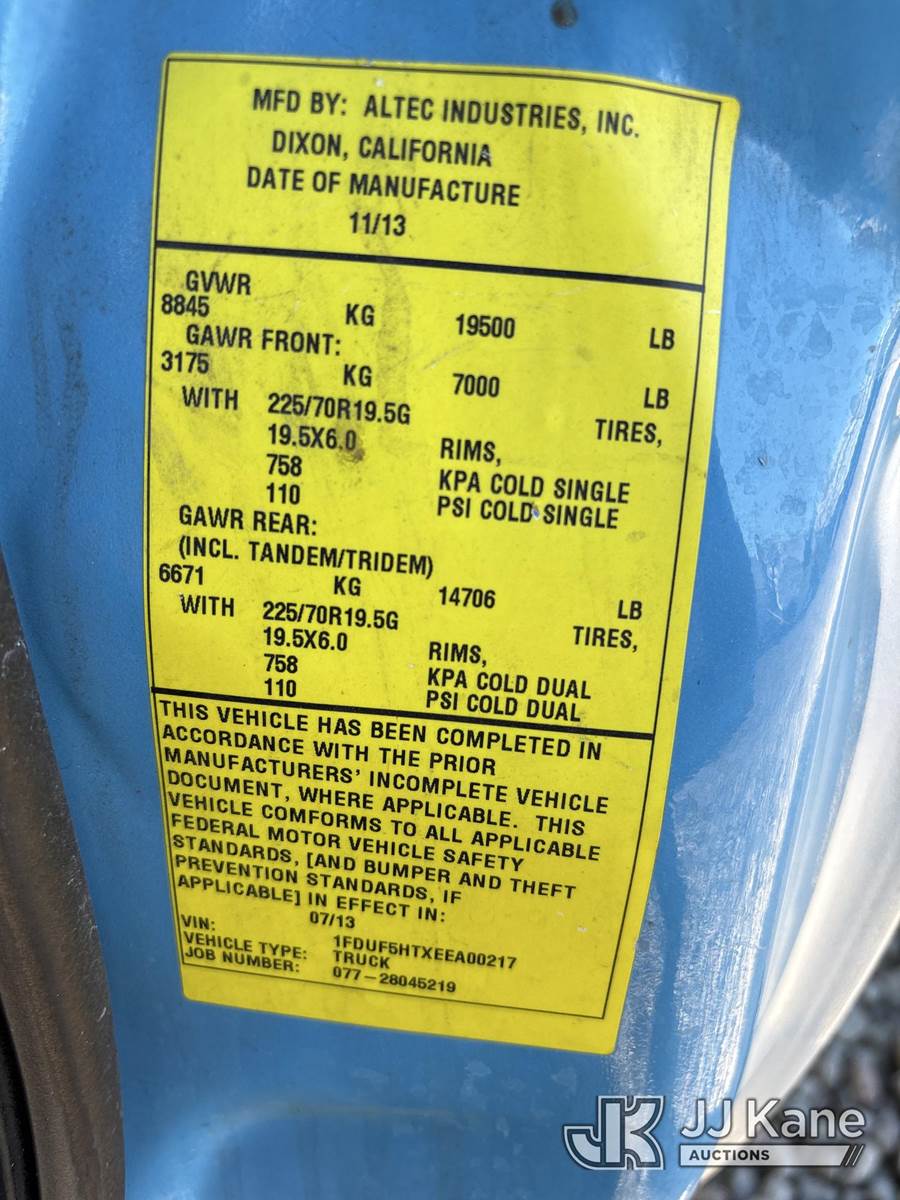 MFD BY: ALTEC INDUSTRIES, INC.
DIXON, CALIFORNIA
DATE OF MANUFACTURE
11/13
GVWR
8845 KG 19500 LB
GAWR FRONT:
3175 KG 7000 LB
WITH 225/70R19.5G TIRES,
19.5X6.0 RIMS,
758 KPA COLD SINGLE
110 PSI COLD SINGLE
GAWR REAR:
(INCL. TANDEM/TRIDEM)
6671 KG 14706 LB
WITH 225/70R19.5G TIRES,
19.5X6.0 RIMS,
758 KPA COLD DUAL
110 PSI COLD DUAL
THIS VEHICLE HAS BEEN COMPLETED IN
ACCORDANCE WITH THE PRIOR
MANUFACTURERS' INCOMPLETE VEHICLE
DOCUMENT, WHERE APPLICABLE. THIS
VEHICLE COMFORMS TO ALL APPLICABLE
FEDERAL MOTOR VEHICLE SAFETY
STANDARDS, [AND BUMPER AND THEFT
PREVENTION STANDARDS, IF
APPLICABLE] IN EFFECT IN:
07/13
VIN: 1FDUF5HTXEEA00217
VEHICLE TYPE: TRUCK
JOB NUMBER: 077-28045219
JK JJ Kane
AUCTIONS